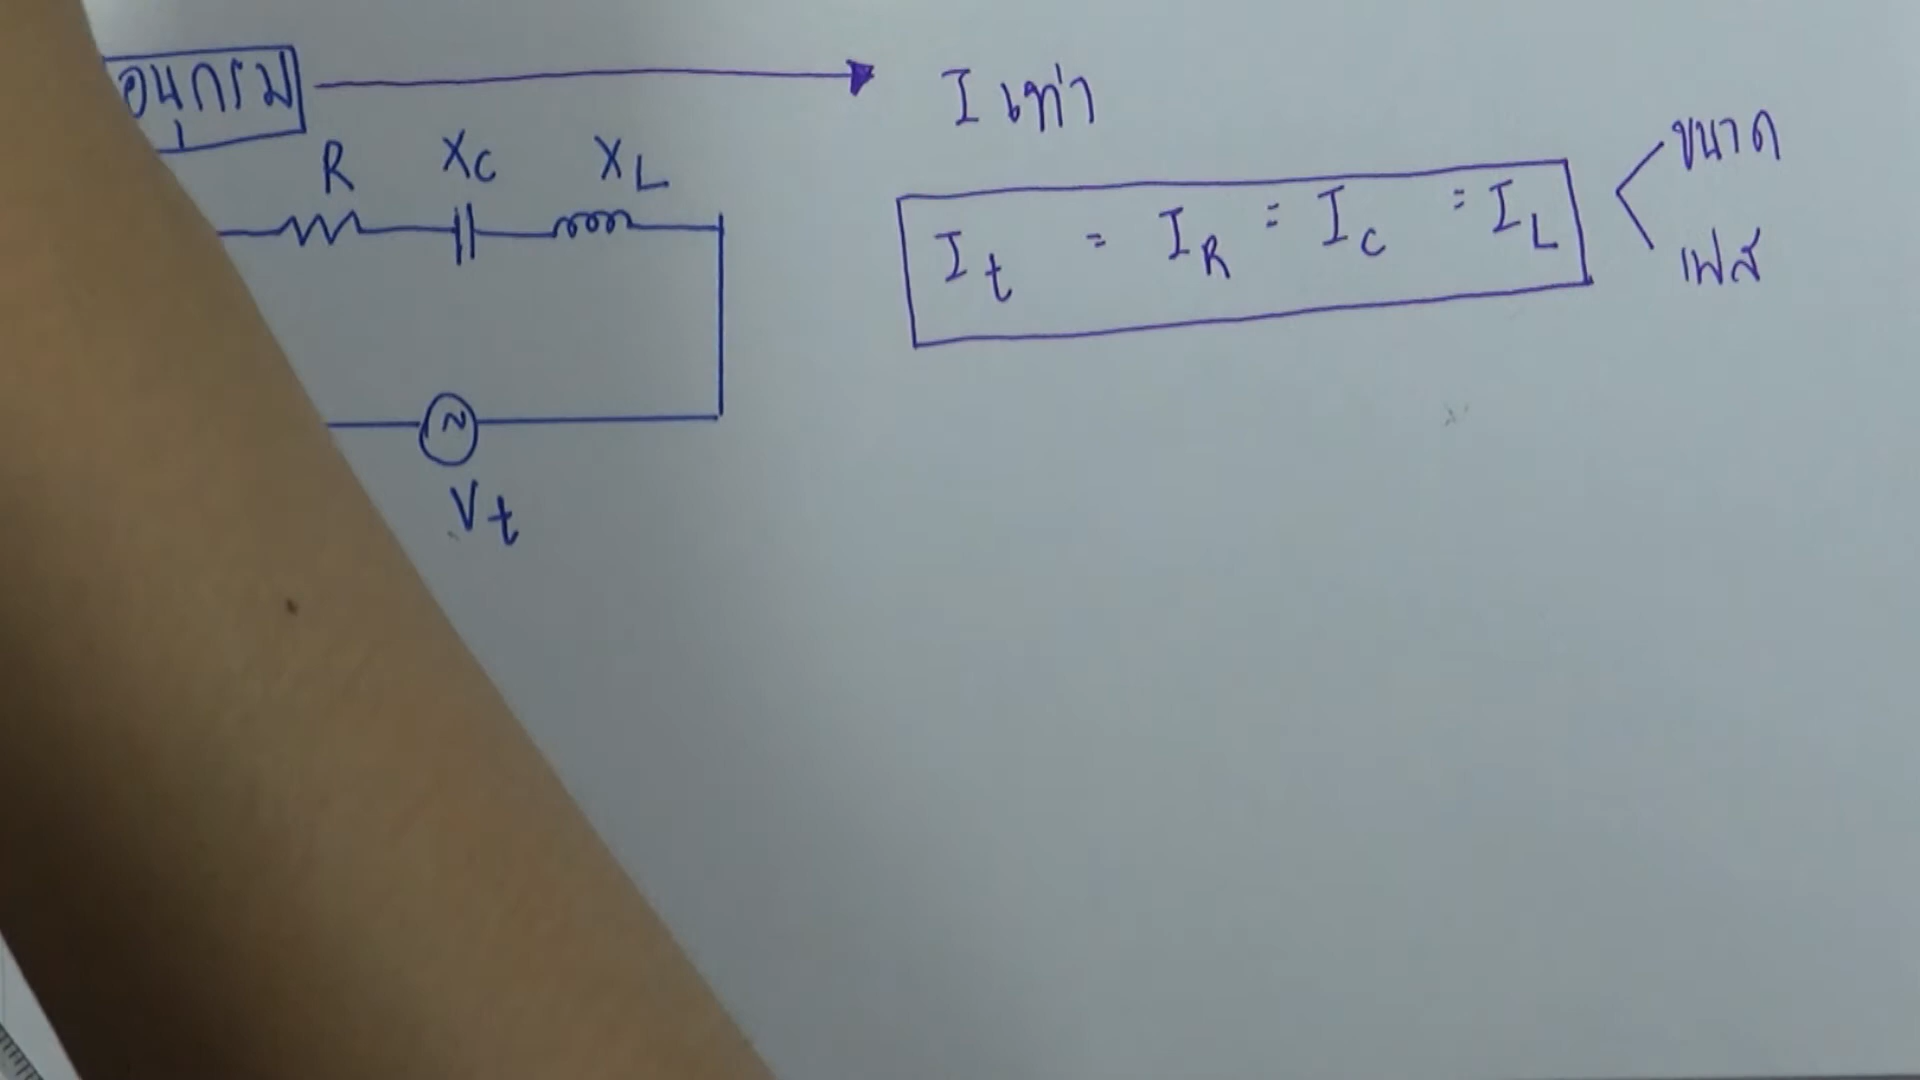 อนุกรม
I เท่า
R Xc XL
It = IR = Ic = IL
ขนาด
เฟส
Vt